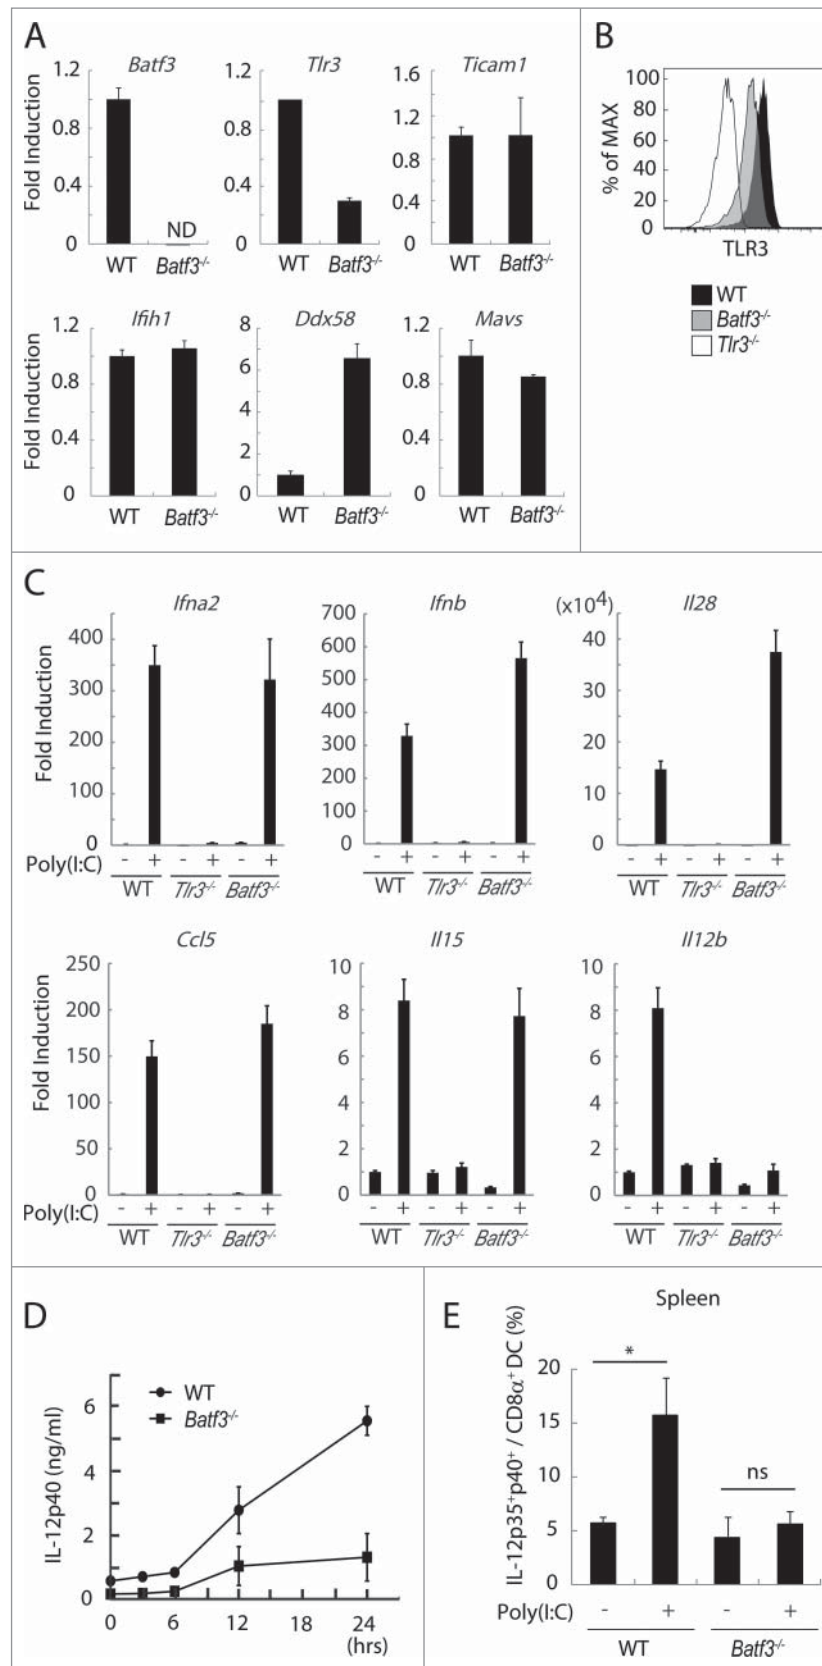 A
Batf3
Tlr3
Ticam1
Fold Induction
1.2
0.8
0.4
0
ND
WT
Batf3-/-
1.2
0.8
0.4
0
WT
Batf3-/-
1.6
1.2
0.8
0.4
0
WT
Batf3-/-
Ifih1
Ddx58
Mavs
Fold Induction
1.2
0.8
0.4
0
WT
Batf3-/-
8
6
4
2
0
WT
Batf3-/-
1.2
0.8
0.4
0
WT
Batf3-/-
B
% of MAX
100
80
60
40
20
0
TLR3
WT
Batf3-/-
Tlr3-/-
C
Ifna2
Fold Induction
400
300
200
100
0
Poly(I:C)
- + - + - +
WT Tlr3-/- Batf3-/-
Ifnb
700
600
500
400
300
200
100
0
- + - + - +
WT Tlr3-/- Batf3-/-
(x10⁴)
Il28
40
30
20
10
0
- + - + - +
WT Tlr3-/- Batf3-/-
Ccl5
Fold Induction
250
200
150
100
50
0
Poly(I:C)
- + - + - +
WT Tlr3-/- Batf3-/-
Il15
10
8
6
4
2
0
- + - + - +
WT Tlr3-/- Batf3-/-
Il12b
10
8
6
4
2
0
- + - + - +
WT Tlr3-/- Batf3-/-
D
IL-12p40 (ng/ml)
6
4
2
0
WT
Batf3-/-
0 6 12 18 24
(hrs)
E
Spleen
IL-12p35⁺p40⁺ / CD8α⁺ DC (%)
20
15
10
5
0
*
ns
Poly(I:C)
- + - +
WT Batf3-/-